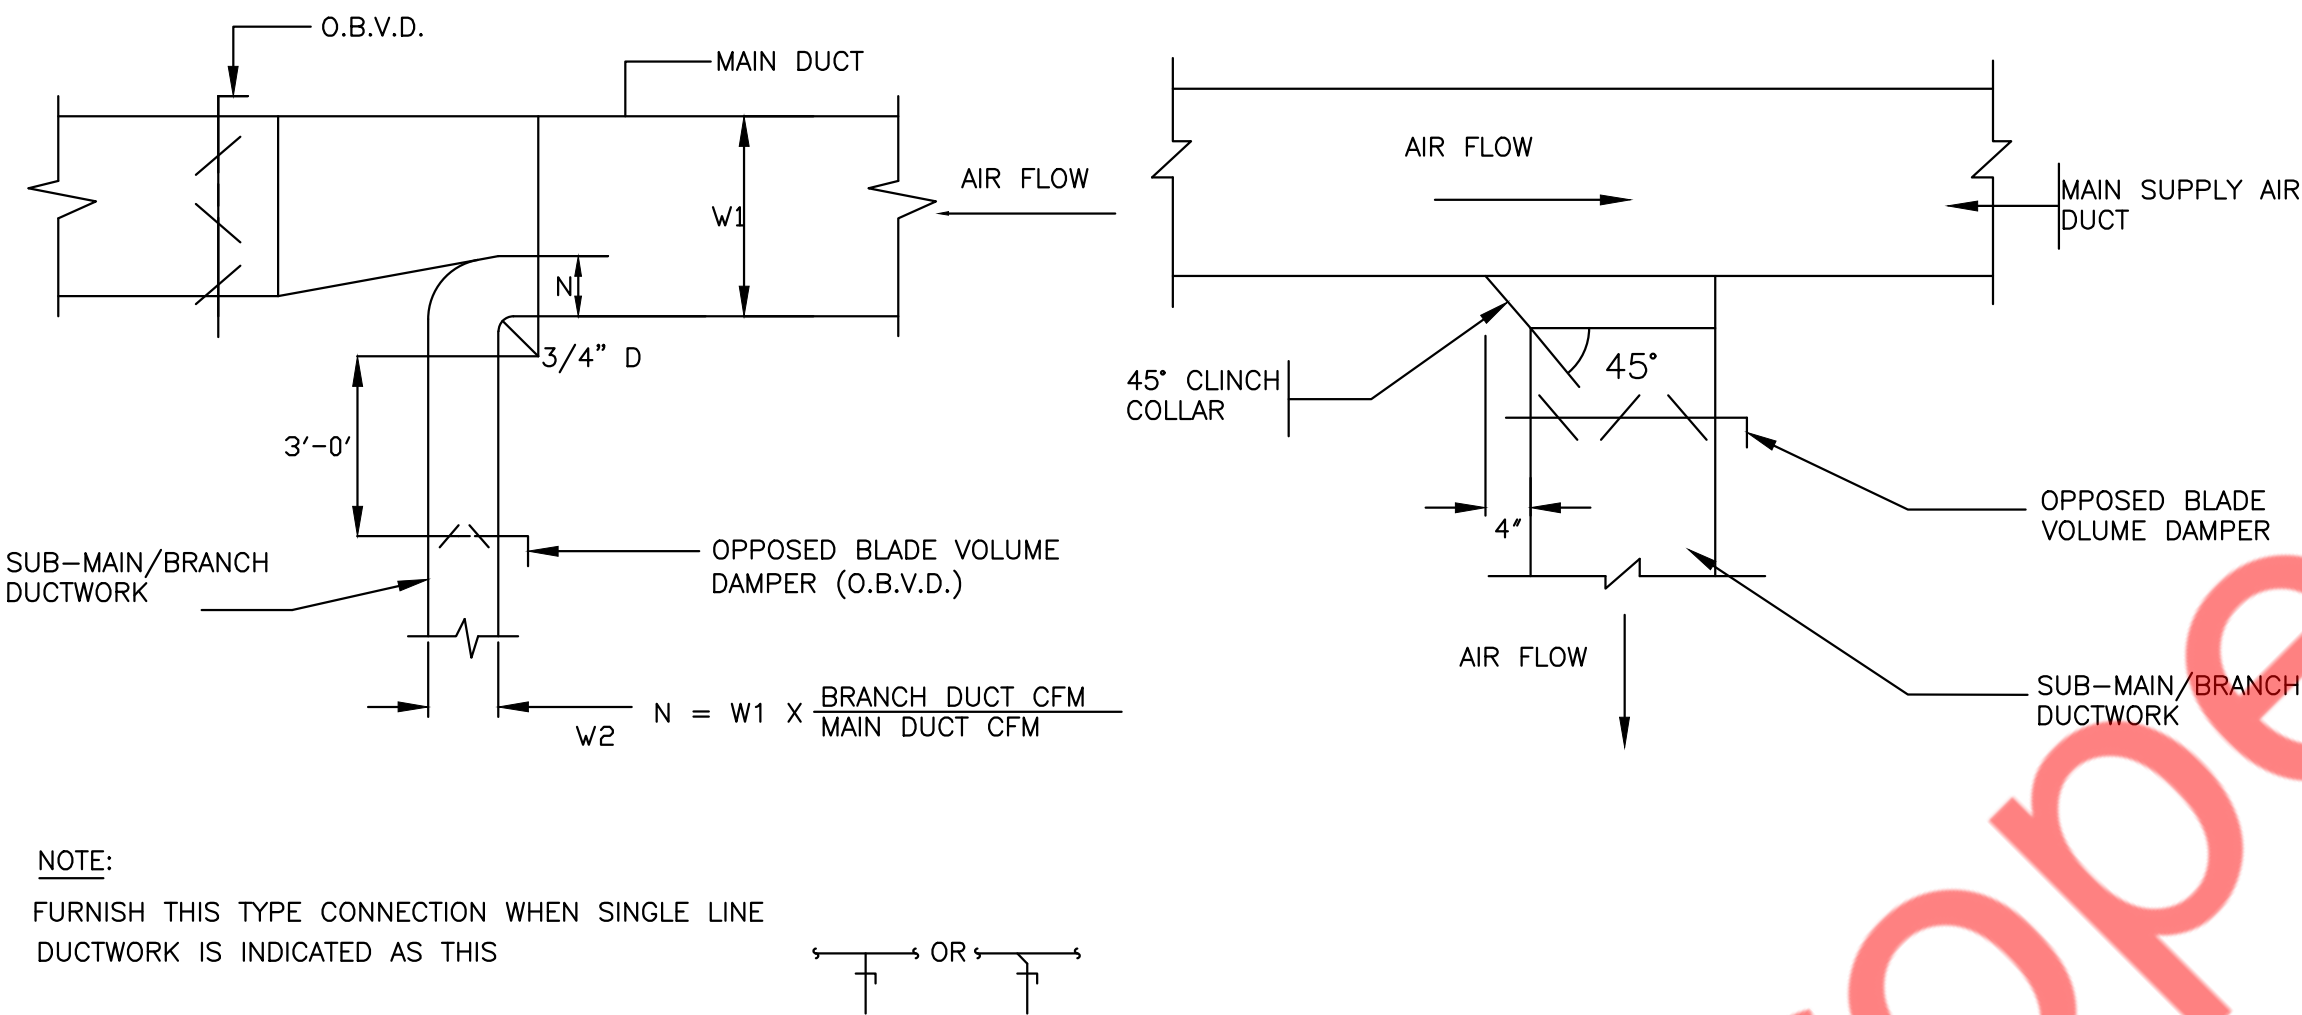 O.B.V.D.
MAIN DUCT
AIR FLOW
W1
N
3/4” D
3'-0'
SUB-MAIN/BRANCH
DUCTWORK
OPPOSED BLADE VOLUME
DAMPER (O.B.V.D.)
W2
N = W1 X BRANCH DUCT CFM
MAIN DUCT CFM
AIR FLOW
MAIN SUPPLY AIR
DUCT
45° CLINCH
COLLAR
45°
4"
OPPOSED BLADE
VOLUME DAMPER
AIR FLOW
SUB-MAIN/BRANCH
DUCTWORK
NOTE:
FURNISH THIS TYPE CONNECTION WHEN SINGLE LINE
DUCTWORK IS INDICATED AS THIS
OR
ope